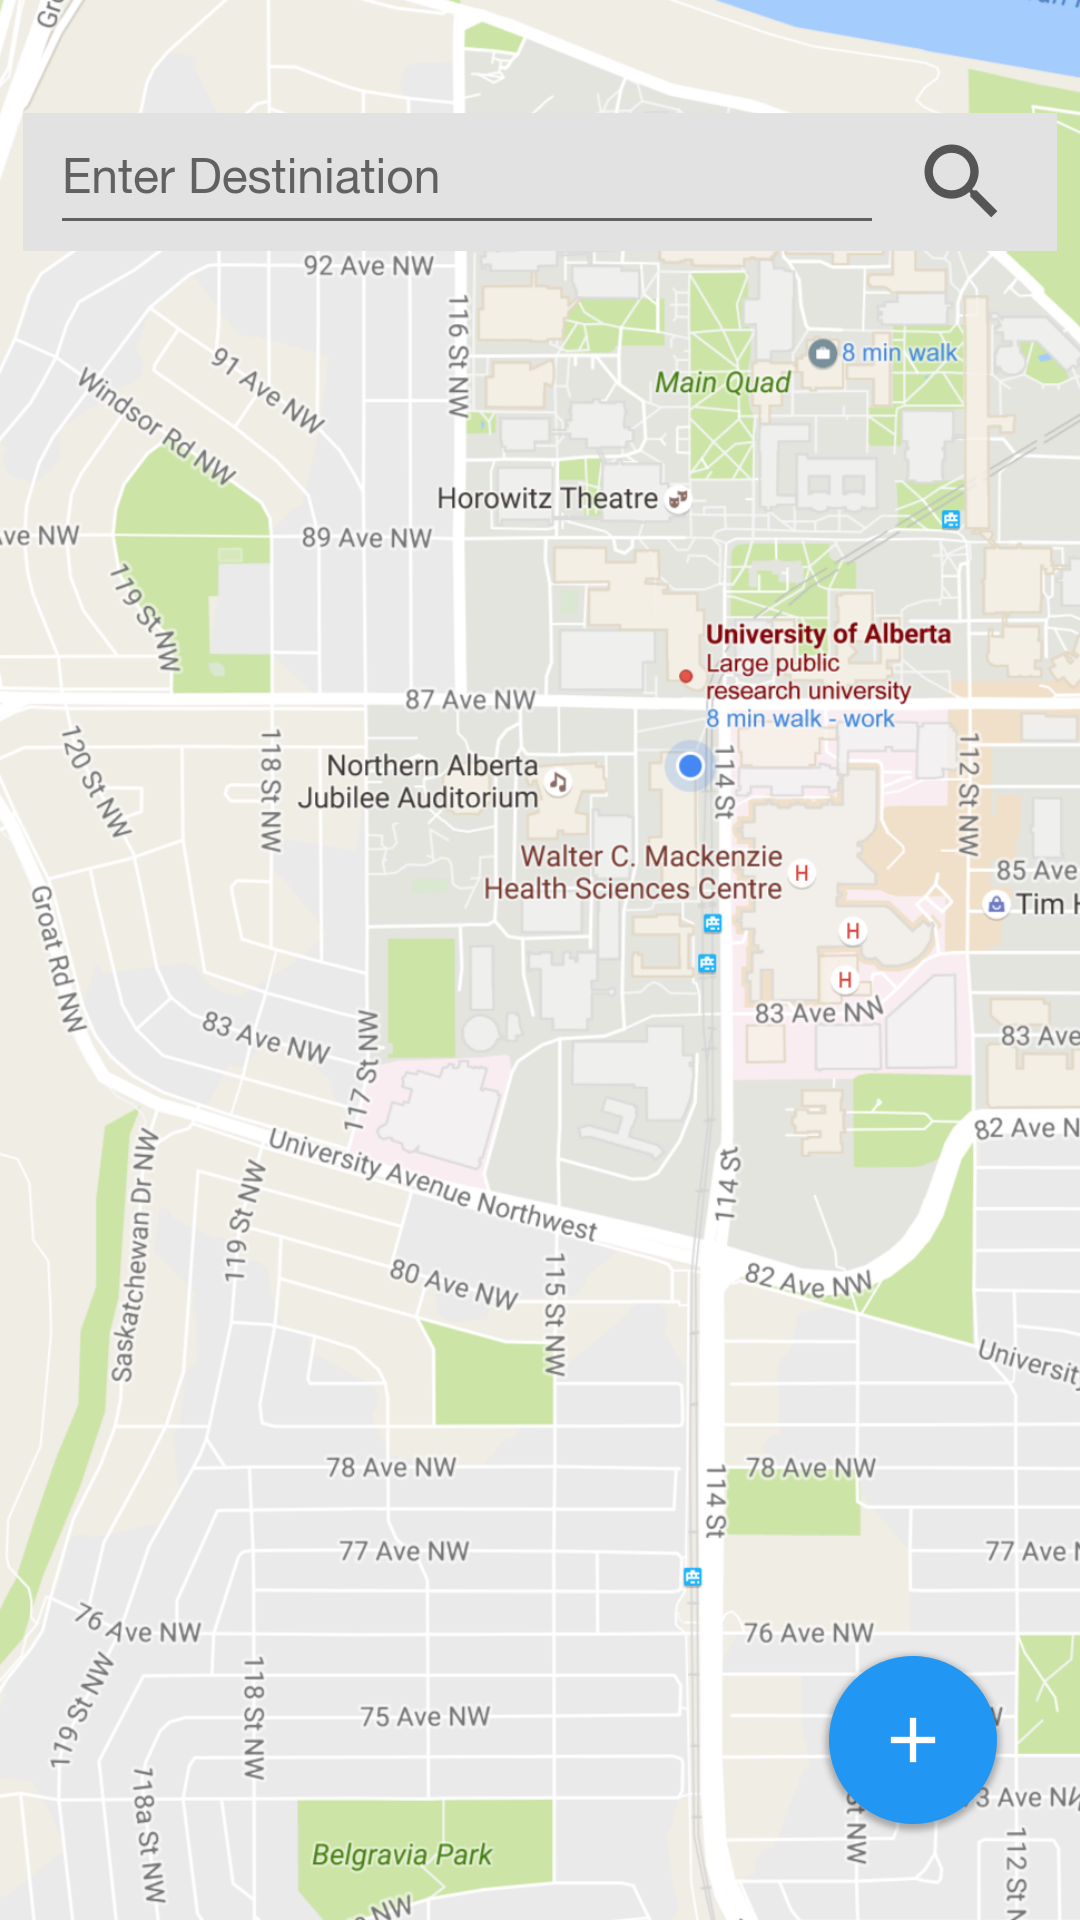 Enter Destiniation
92 Ave NW
116 St NW
91 Ave NW
Windsor Rd NW
8 min walk
Main Quad
Horowitz Theatre
ve NW
89 Ave NW
119 St NW
University of Alberta
Large public
research university
8 min walk - work
87 Ave NW
120 St NW
118 St NW
Northern Alberta
Jubilee Auditorium
114 St
112 St NW
Walter C. Mackenzie
Health Sciences Centre
H
85 Ave
Tim H
Groat Rd NW
H
H
83 Ave NW
83 Ave NW
117 St NW
83 Ave
82 Ave N
University Avenue Northwest
Saskatchewan Dr NW
119 St NW
114 St
80 Ave NW
115 St NW
82 Ave NW
University
78 Ave NW
78 Ave NW
114 St
77 Ave NW
77 Ave N
76 Ave NW
76 Ave NW
119 St NW
118 St NW
75 Ave NW
+
3 Ave NW
718a St NW
St NW
112 St N
Belgravia Park
NW